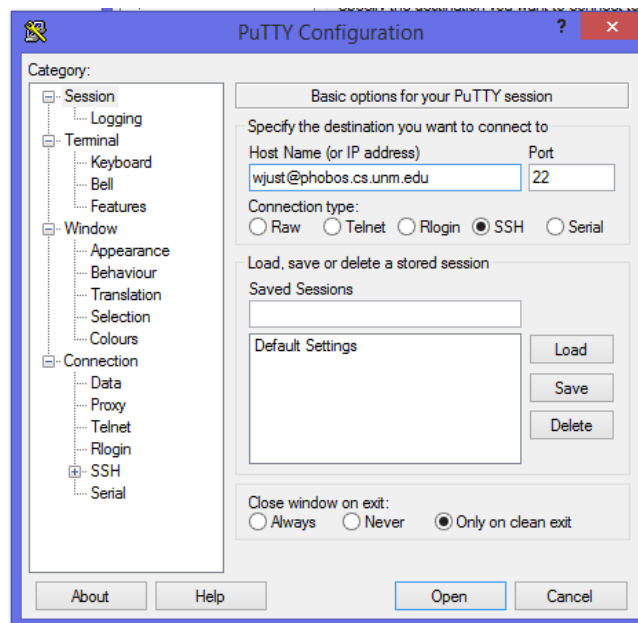 PuTTY Configuration ? ×
Category:
Session
Logging
Terminal
Keyboard
Bell
Features
Window
Appearance
Behaviour
Translation
Selection
Colours
Connection
Data
Proxy
Telnet
Rlogin
SSH
Serial
Basic options for your PuTTY session
Specify the destination you want to connect to
Host Name (or IP address) Port
wjust@phobos.cs.unm.edu 22
Connection type:
Raw Telnet Rlogin SSH Serial
Load, save or delete a stored session
Saved Sessions
Default Settings
Load
Save
Delete
Close window on exit:
Always Never Only on clean exit
About Help Open Cancel